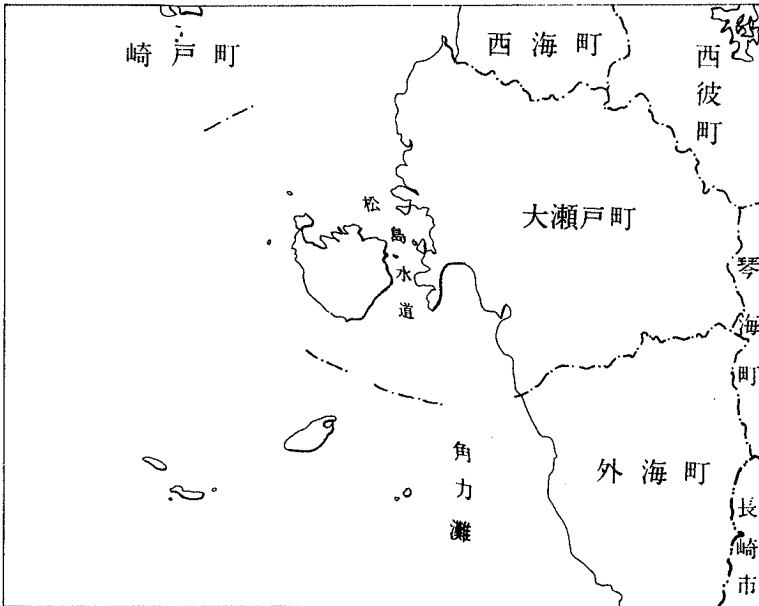 崎戸町
西海町
西彼町
松島水道
大瀬戸町
琴海町
角力灘
外海町
長崎市